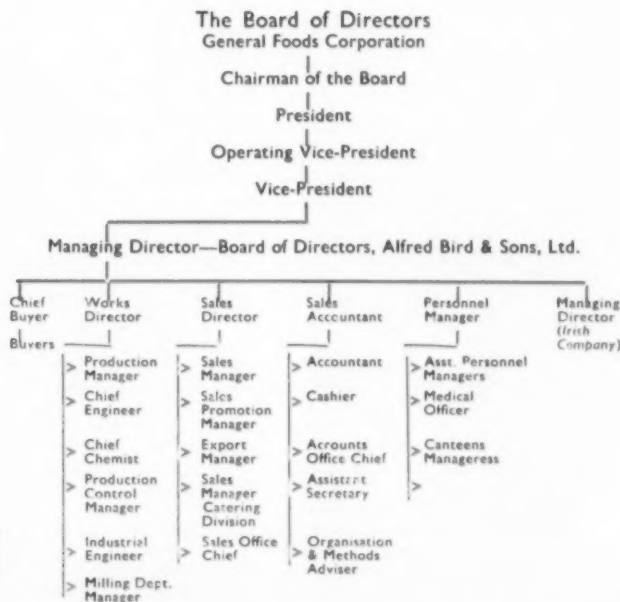 The Board of Directors
General Foods Corporation
Chairman of the Board
President
Operating Vice-President
Vice-President
Managing Director—Board of Directors, Alfred Bird & Sons, Ltd.
Chief
Buyer
Buyers
Works
Director
Production
Manager
Chief
Engineer
Chief
Chemist
Production
Control
Manager
Industrial
Engineer
Milling Dept.
Manager
Sales
Director
Sales
Manager
Sales
Promotion
Manager
Export
Manager
Sales
Manager
Catering
Division
Sales Office
Chief
Sales
Accountant
Accountant
Cashier
Accounts
Office Chief
Assistant
Secretary
Organisation
& Methods
Adviser
Personnel
Manager
Asst. Personnel
Managers
Medical
Officer
Canteens
Manageress
Managing
Director
(Irish
Company)